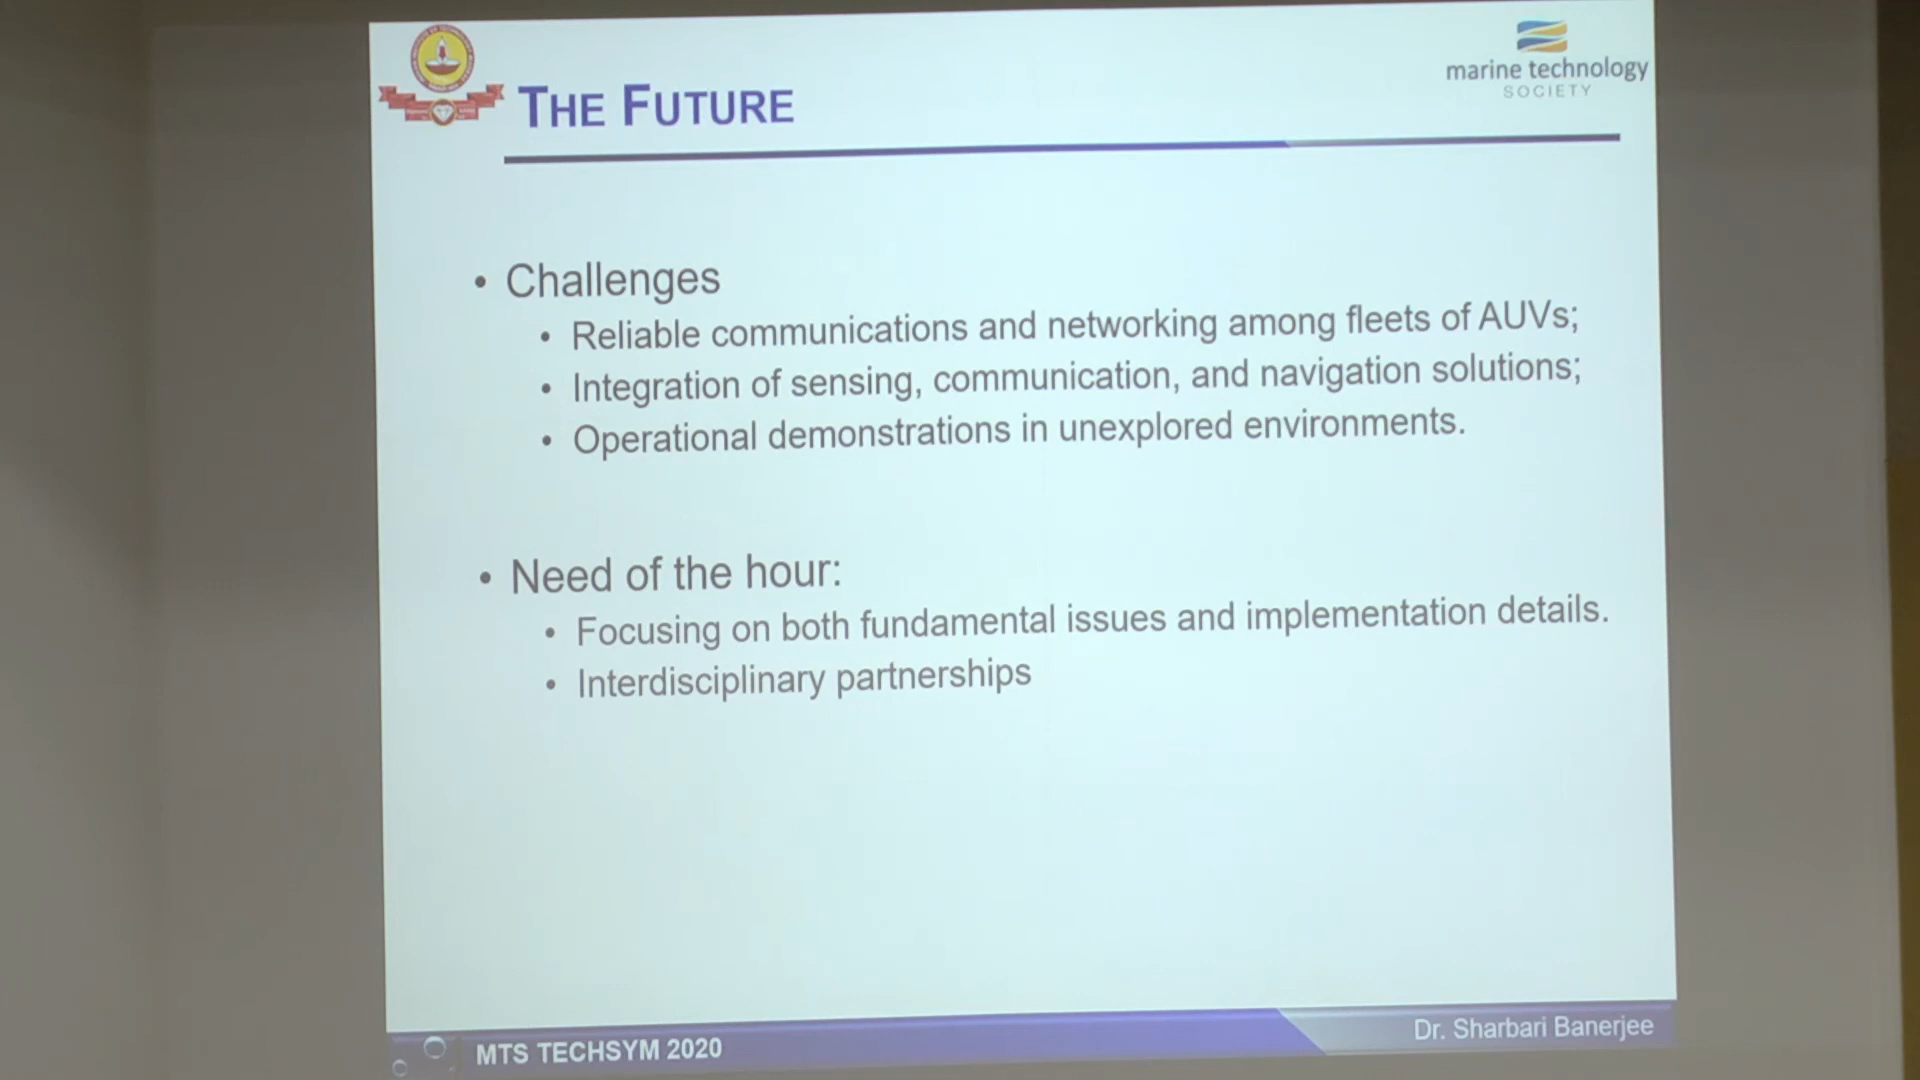 THE FUTURE
marine technology
SOCIETY
• Challenges
• Reliable communications and networking among fleets of AUVs;
• Integration of sensing, communication, and navigation solutions;
• Operational demonstrations in unexplored environments.
• Need of the hour:
• Focusing on both fundamental issues and implementation details.
• Interdisciplinary partnerships
MTS TECHSYM 2020
Dr. Sharbari Banerjee